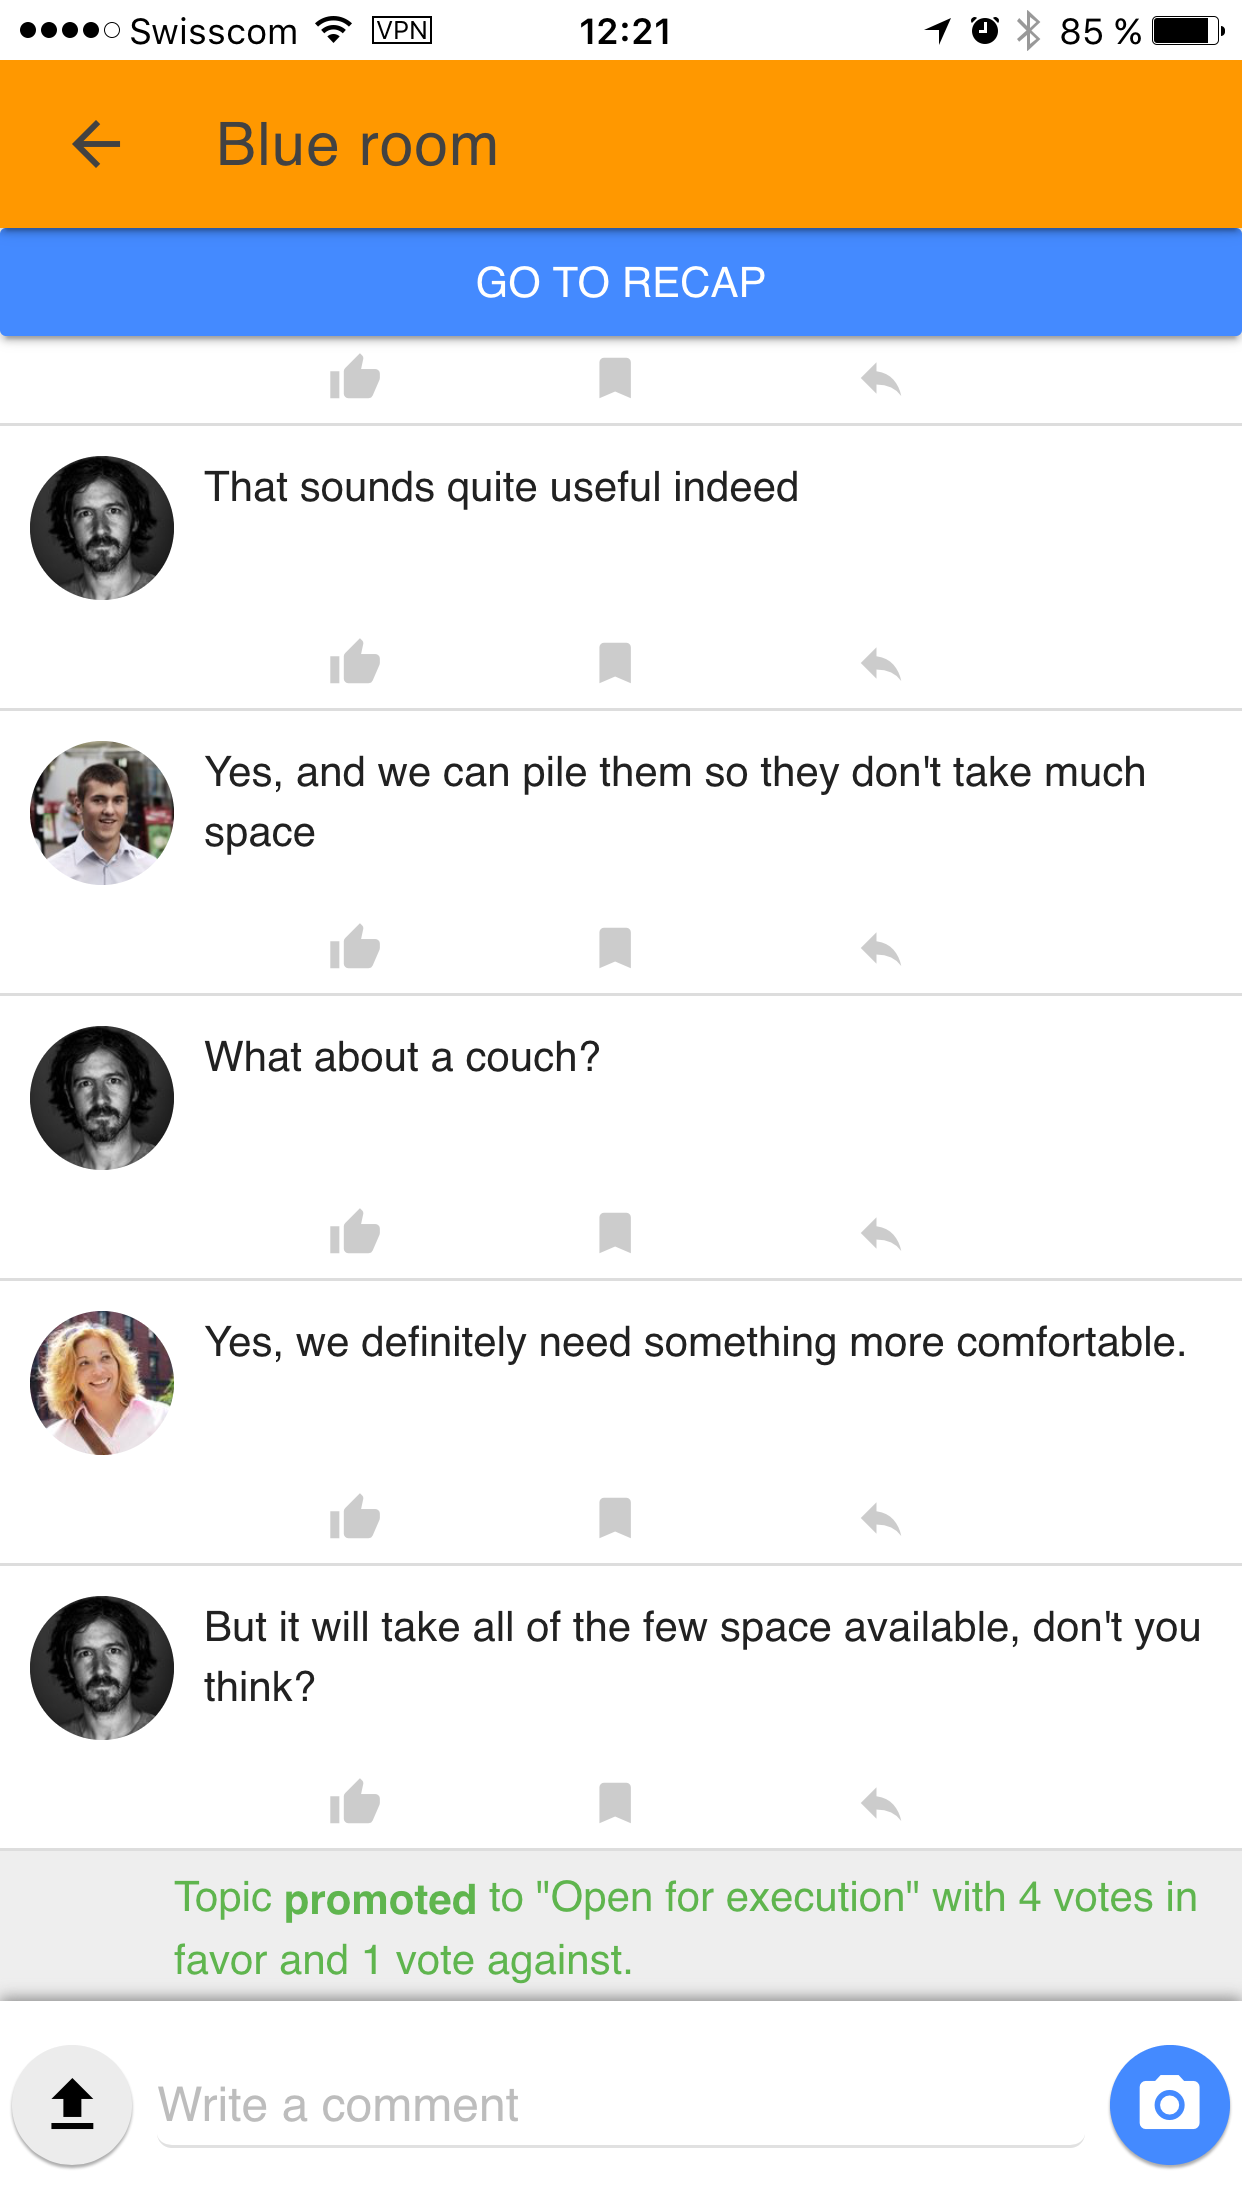 Swisscom VPN 12:21 85 %
Blue room
GO TO RECAP
That sounds quite useful indeed
Yes, and we can pile them so they don't take much
space
What about a couch?
Yes, we definitely need something more comfortable.
But it will take all of the few space available, don't you
think?
Topic promoted to "Open for execution" with 4 votes in
favor and 1 vote against.
Write a comment